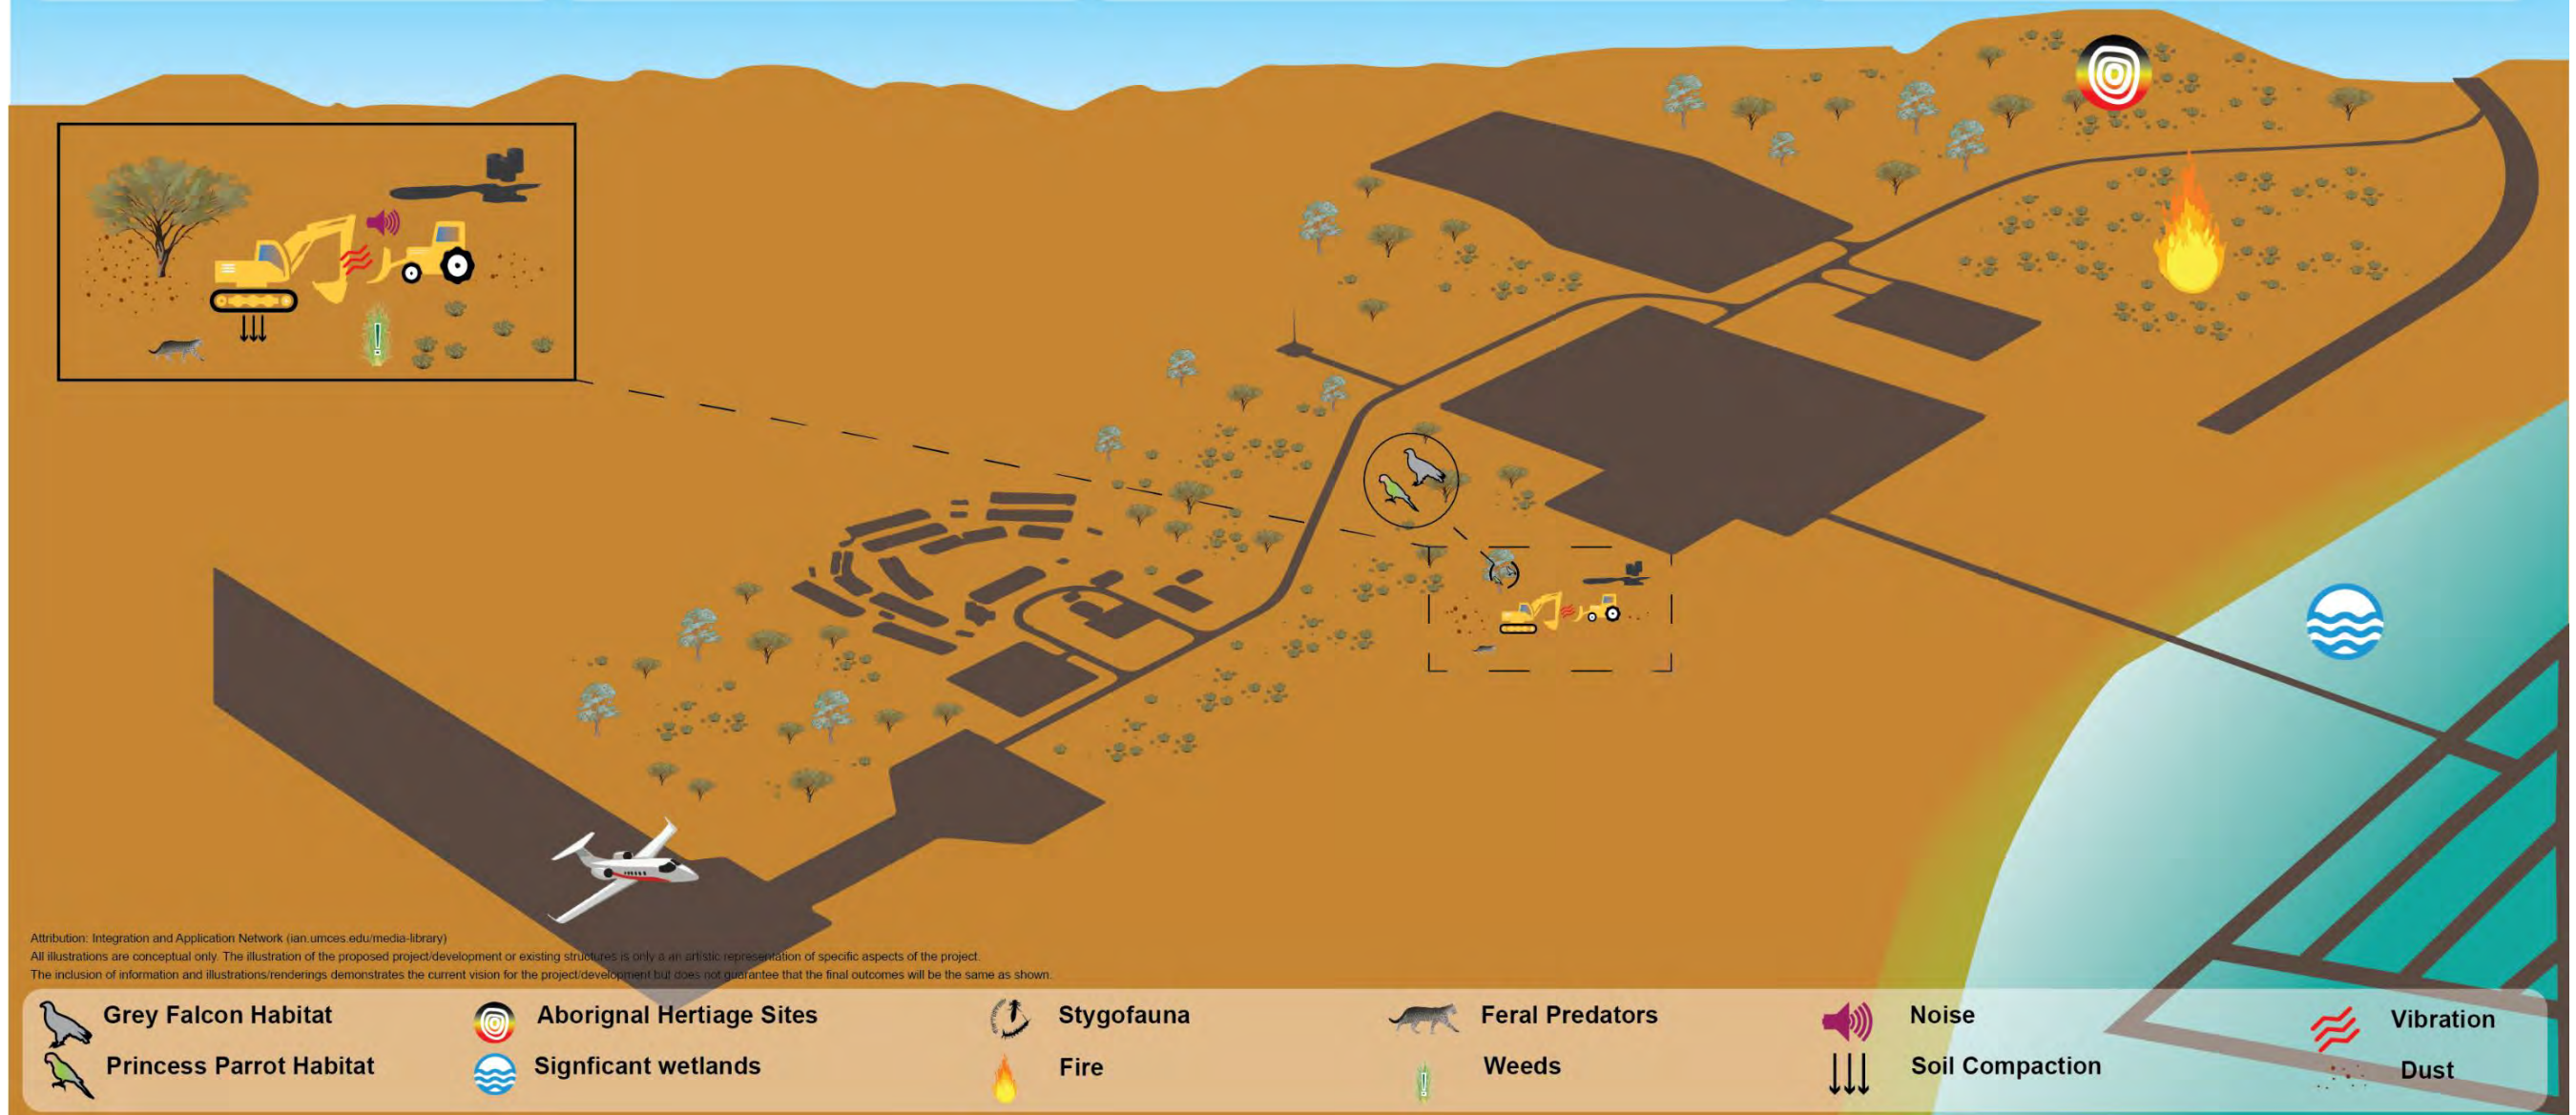 Attribution: Integration and Application Network (ian.umces.edu/media-library)
All illustrations are conceptual only. The illustration of the proposed project/development or existing structures is only a an artistic representation of specific aspects of the project.
The inclusion of information and illustrations/renderings demonstrates the current vision for the project/development but does not guarantee that the final outcomes will be the same as shown.
Grey Falcon Habitat
Aborignal Hertiage Sites
Stygofauna
Feral Predators
Noise
Vibration
Princess Parrot Habitat
Signficant wetlands
Fire
Weeds
Soil Compaction
Dust